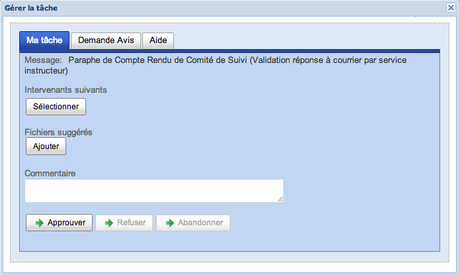 Gérer la tâche
Ma tâche Demande Avis Aide
Message: Paraphe de Compte Rendu de Comité de Suivi (Validation réponse à courrier par service
instructeur)
Intervenants suivants
Sélectionner
Fichiers suggérés
Ajouter
Commentaire
Approuver Refuser Abandonner